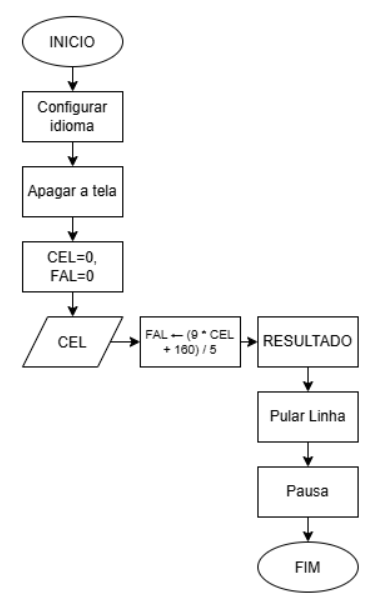 INICIO
Configurar
idioma
Apagar a tela
CEL=0,
FAL=0
CEL
FAL ← (9 * CEL
+ 160) / 5
RESULTADO
Pular Linha
Pausa
FIM